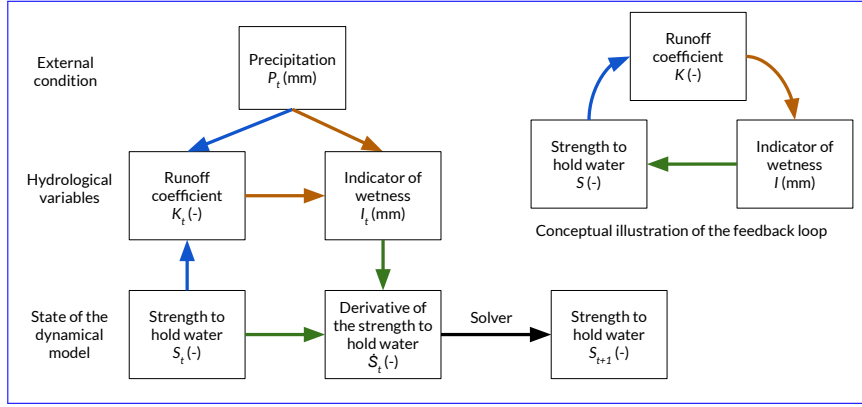 External
condition
Precipitation
P_t (mm)
Hydrological
variables
Runoff
coefficient
K_t (-)
Indicator of
wetness
I_t (mm)
State of the
dynamical
model
Strength to
hold water
S_t (-)
Derivative of
the strength to
hold water
Ṡ_t (-)
Solver
Strength to
hold water
S_{t+1} (-)
Runoff
coefficient
K (-)
Strength to
hold water
S (-)
Indicator of
wetness
I (mm)
Conceptual illustration of the feedback loop